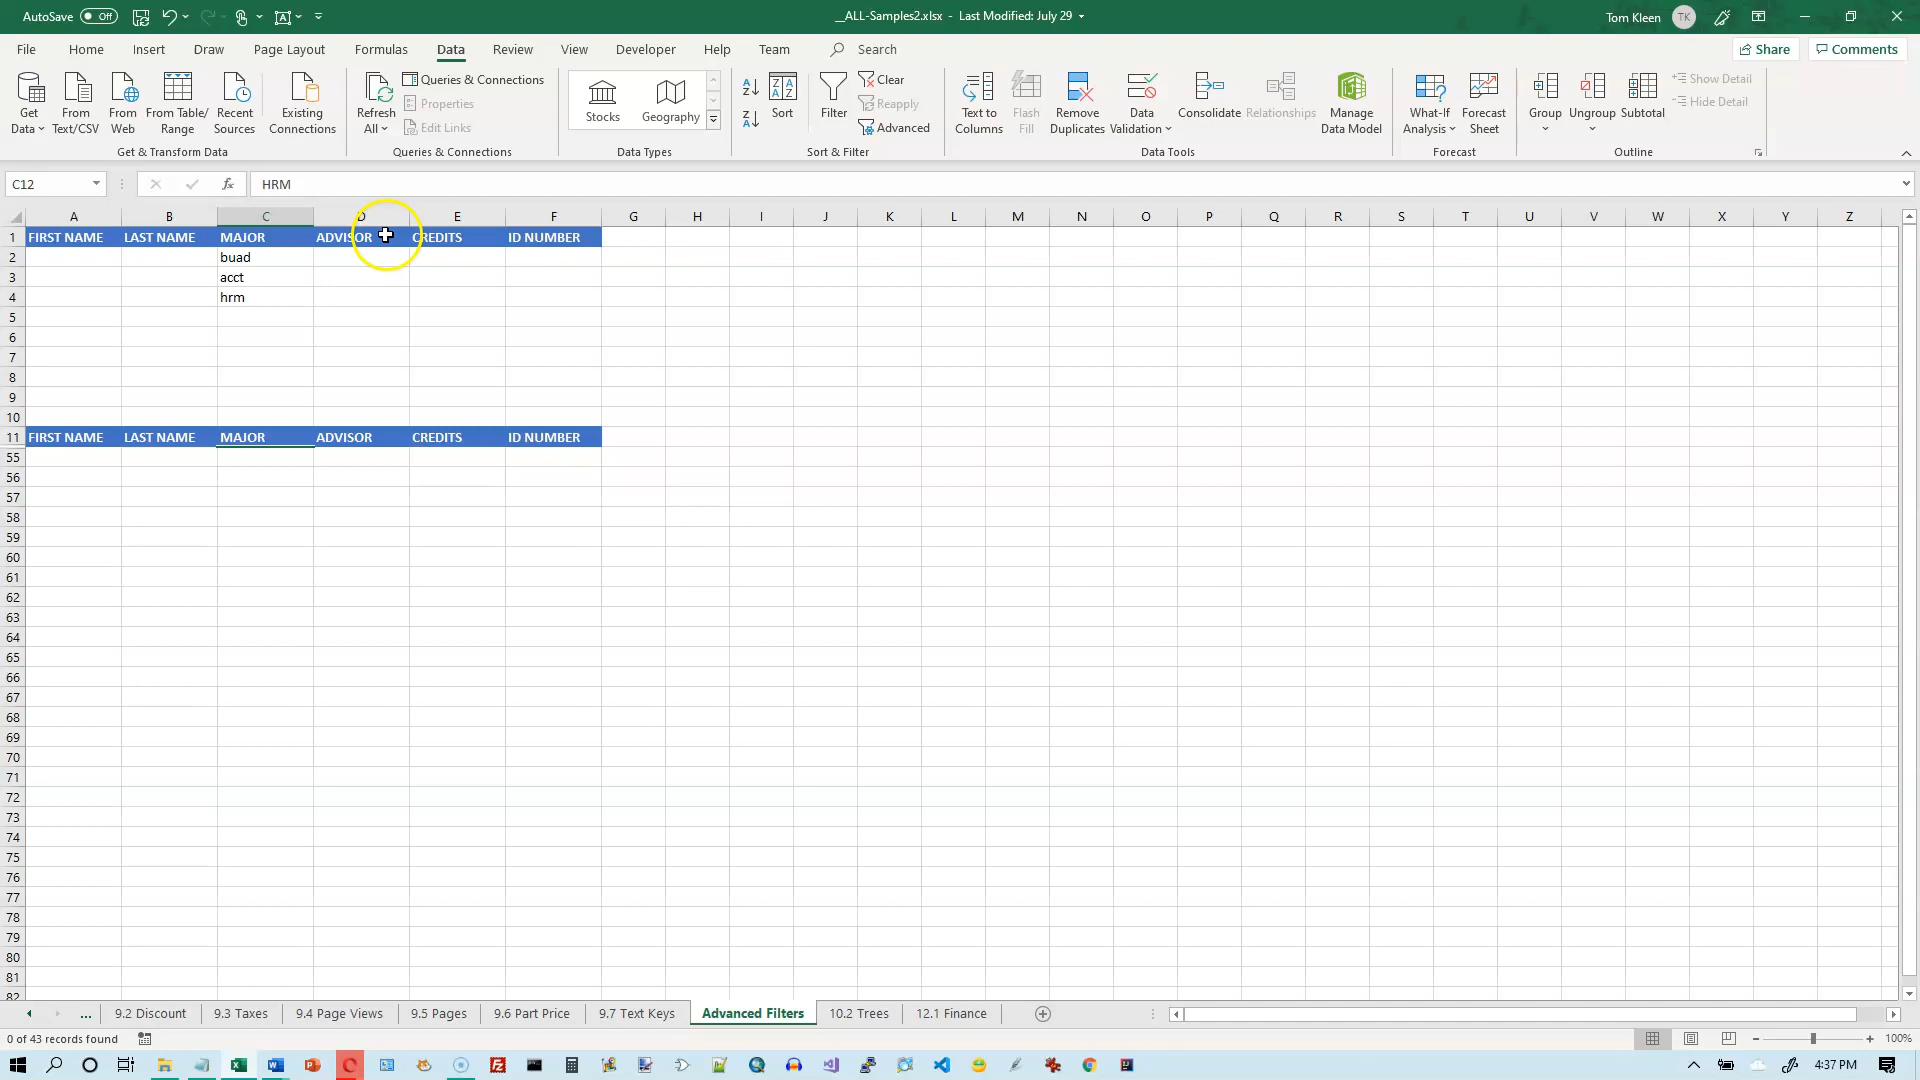 AutoSave Off __ALL-Samples2.xlsx - Last Modified: July 29 Tom Kleen TK
File Home Insert Draw Page Layout Formulas Data Review View Developer Help Team Search Share Comments
Get Data
From Text/CSV
From Web
From Table/ Range
Recent Sources
Existing Connections
Get & Transform Data
Refresh All
Queries & Connections
Properties
Edit Links
Queries & Connections
Stocks
Geography
Data Types
Sort
Filter
Clear
Reapply
Advanced
Sort & Filter
Text to Columns
Flash Fill
Remove Duplicates
Data Validation
Consolidate
Relationships
Manage Data Model
Data Tools
What-If Analysis
Forecast Sheet
Forecast
Group
Ungroup
Subtotal
Show Detail
Hide Detail
Outline
C12 fx HRM
A B C D E F G H I J K L M N O P Q R S T U V W X Y Z
1 FIRST NAME LAST NAME MAJOR ADVISOR CREDITS ID NUMBER
2 buad
3 acct
4 hrm
5
6
7
8
9
10
11 FIRST NAME LAST NAME MAJOR ADVISOR CREDITS ID NUMBER
55
56
57
58
59
60
61
62
63
64
65
66
67
68
69
70
71
72
73
74
75
76
77
78
79
80
81
82
... 9.2 Discount 9.3 Taxes 9.4 Page Views 9.5 Pages 9.6 Part Price 9.7 Text Keys Advanced Filters 10.2 Trees 12.1 Finance
0 of 43 records found 100%
4:37 PM